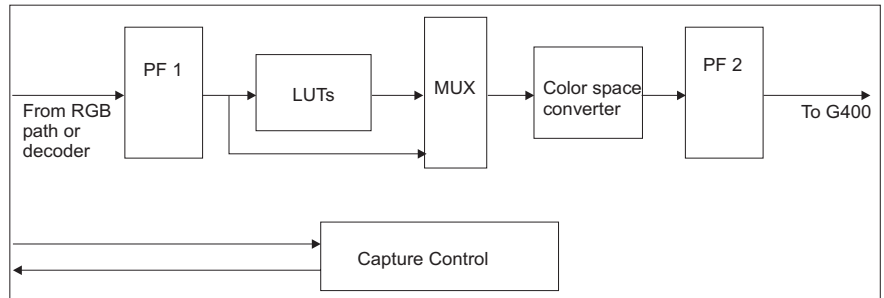 PF 1
LUTs
MUX
Color space
converter
PF 2
From RGB
path or
decoder
To G400
Capture Control